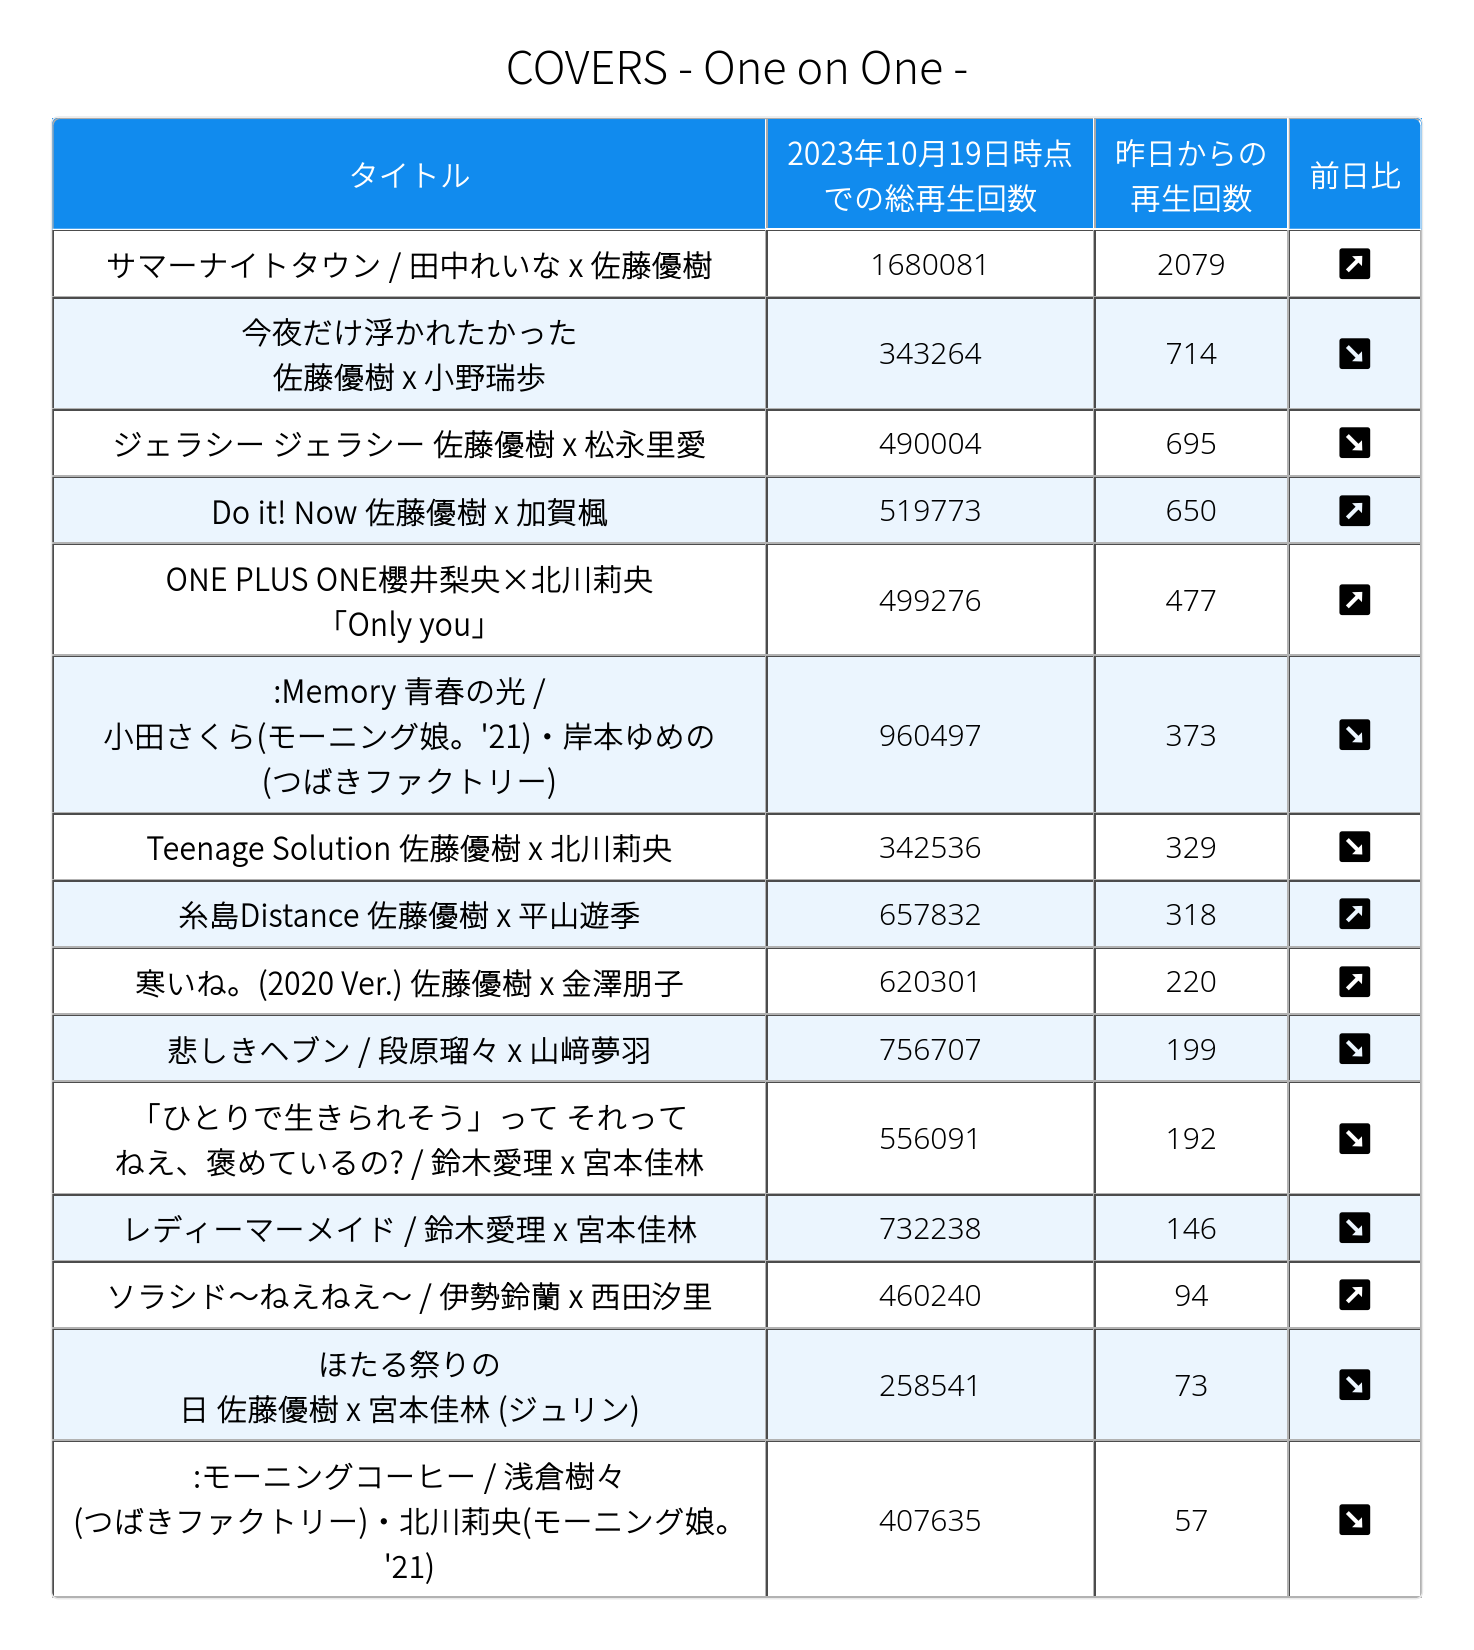 COVERS - One on One -
タイトル
2023年10月19日時点
での総再生回数
昨日からの
再生回数
前日比
サマーナイトタウン / 田中れいな x 佐藤優樹
1680081
2079
今夜だけ浮かれたかった
佐藤優樹 x 小野瑞歩
343264
714
ジェラシー ジェラシー 佐藤優樹 x 松永里愛
490004
695
Do it! Now 佐藤優樹 x 加賀楓
519773
650
ONE PLUS ONE櫻井梨央×北川莉央
「Only you」
499276
477
:Memory 青春の光 /
小田さくら(モーニング娘。'21)・岸本ゆめの
(つばきファクトリー)
960497
373
Teenage Solution 佐藤優樹 x 北川莉央
342536
329
糸島Distance 佐藤優樹 x 平山遊季
657832
318
寒いね。(2020 Ver.) 佐藤優樹 x 金澤朋子
620301
220
悲しきヘブン / 段原瑠々 x 山﨑夢羽
756707
199
「ひとりで生きられそう」って それって
ねえ、褒めているの? / 鈴木愛理 x 宮本佳林
556091
192
レディーマーメイド / 鈴木愛理 x 宮本佳林
732238
146
ソラシド〜ねえねえ〜 / 伊勢鈴蘭 x 西田汐里
460240
94
ほたる祭りの
日 佐藤優樹 x 宮本佳林 (ジュリン)
258541
73
:モーニングコーヒー / 浅倉樹々
(つばきファクトリー)・北川莉央(モーニング娘。
'21)
407635
57